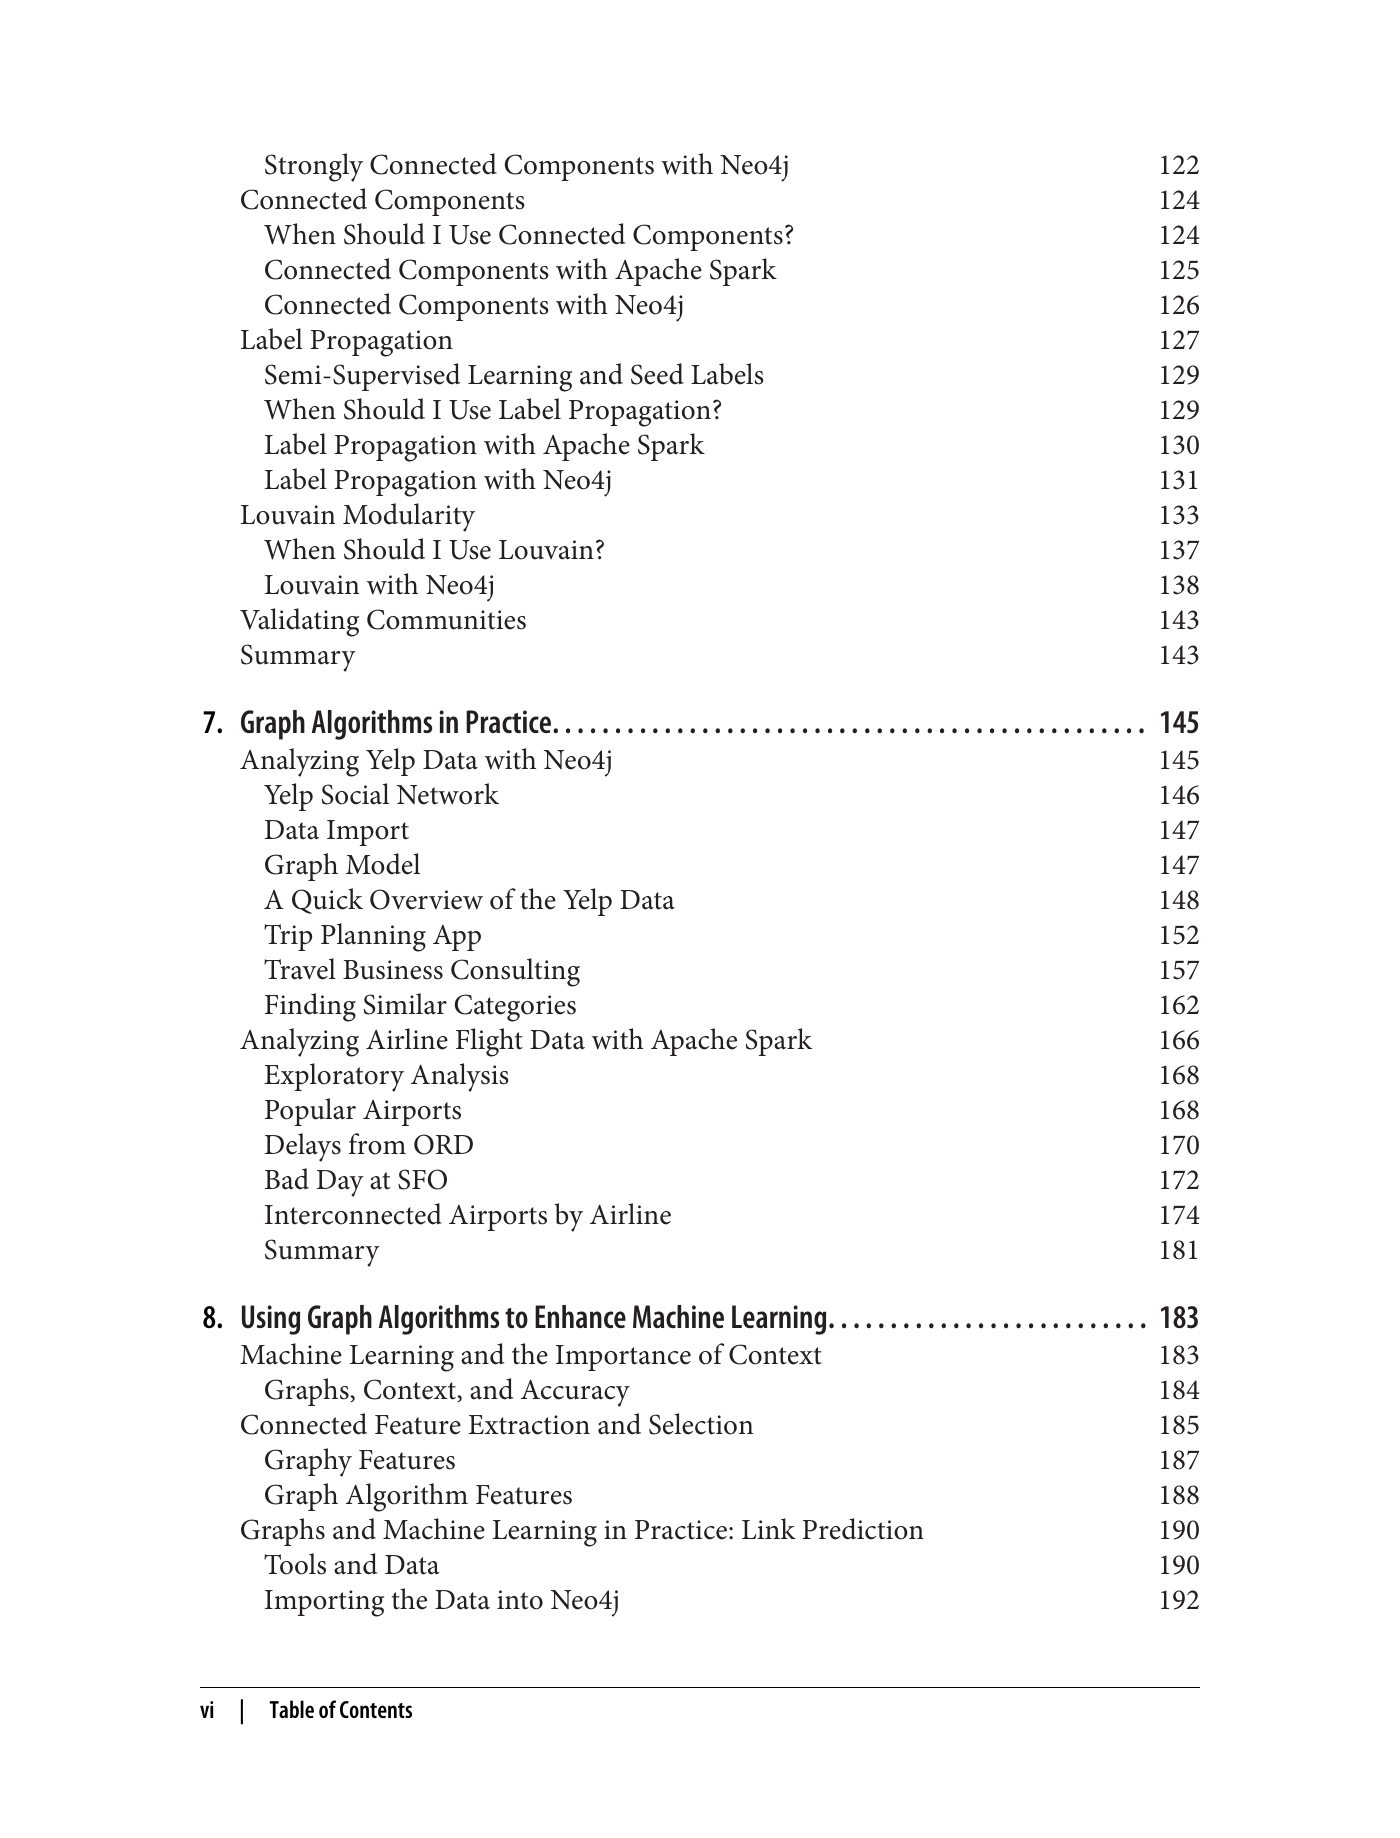 Strongly Connected Components with Neo4j 122
Connected Components 124
When Should I Use Connected Components? 124
Connected Components with Apache Spark 125
Connected Components with Neo4j 126
Label Propagation 127
Semi-Supervised Learning and Seed Labels 129
When Should I Use Label Propagation? 129
Label Propagation with Apache Spark 130
Label Propagation with Neo4j 131
Louvain Modularity 133
When Should I Use Louvain? 137
Louvain with Neo4j 138
Validating Communities 143
Summary 143
7. Graph Algorithms in Practice. . . . . . . . . . . . . . . . . . . . . . . . . . . . . . . . . . . . . . . . . . . . . . . . 145
Analyzing Yelp Data with Neo4j 145
Yelp Social Network 146
Data Import 147
Graph Model 147
A Quick Overview of the Yelp Data 148
Trip Planning App 152
Travel Business Consulting 157
Finding Similar Categories 162
Analyzing Airline Flight Data with Apache Spark 166
Exploratory Analysis 168
Popular Airports 168
Delays from ORD 170
Bad Day at SFO 172
Interconnected Airports by Airline 174
Summary 181
8. Using Graph Algorithms to Enhance Machine Learning. . . . . . . . . . . . . . . . . . . . . . . . . . 183
Machine Learning and the Importance of Context 183
Graphs, Context, and Accuracy 184
Connected Feature Extraction and Selection 185
Graphy Features 187
Graph Algorithm Features 188
Graphs and Machine Learning in Practice: Link Prediction 190
Tools and Data 190
Importing the Data into Neo4j 192
vi | Table of Contents